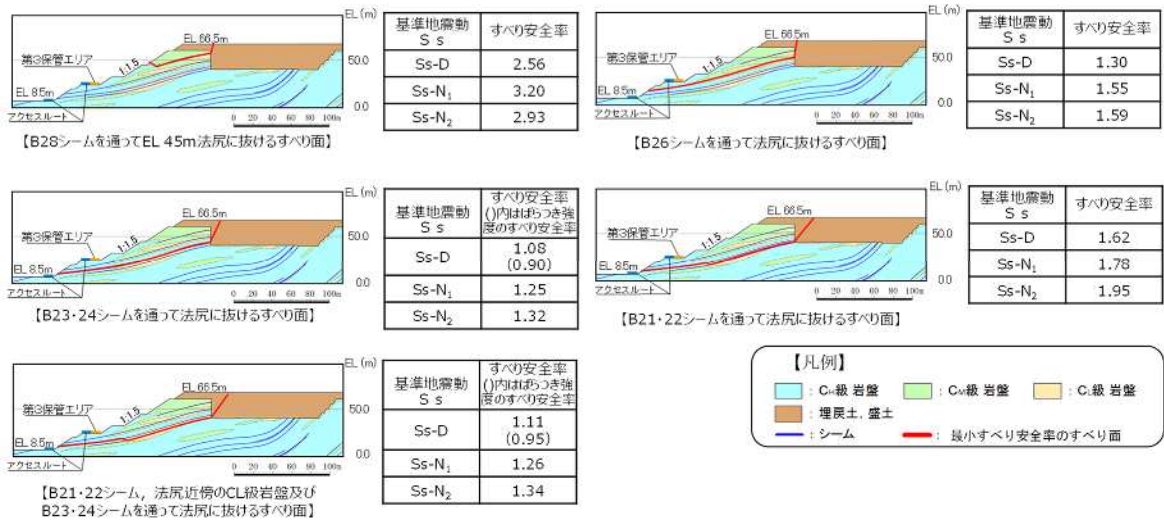 EL (m)
EL 66.5m
第3保管エリア
1:1.5
50.0
EL 8.5m
0.0
アクセスルート
0 20 40 60 80 100m
【B28シームを通ってEL 45m法尻に抜けるすべり面】
基準地震動
Ss
すべり安全率
Ss-D
2.56
Ss-N1
3.20
Ss-N2
2.93
EL (m)
EL 66.5m
第3保管エリア
1:1.5
50.0
EL 8.5m
0.0
アクセスルート
0 20 40 60 80 100m
【B26シームを通って法尻に抜けるすべり面】
基準地震動
Ss
すべり安全率
Ss-D
1.30
Ss-N1
1.55
Ss-N2
1.59
EL (m)
EL 66.5m
第3保管エリア
1:1.5
50.0
EL 8.5m
0.0
アクセスルート
0 20 40 60 80 100m
【B23・24シームを通って法尻に抜けるすべり面】
基準地震動
Ss
すべり安全率
()内はばらつき強
度のすべり安全率
Ss-D
1.08
(0.90)
Ss-N1
1.25
Ss-N2
1.32
EL (m)
EL 66.5m
第3保管エリア
1:1.5
50.0
EL 8.5m
0.0
アクセスルート
0 20 40 60 80 100m
【B21・22シームを通って法尻に抜けるすべり面】
基準地震動
Ss
すべり安全率
Ss-D
1.62
Ss-N1
1.78
Ss-N2
1.95
EL (m)
EL 66.5m
第3保管エリア
1:1.5
50.0
EL 8.5m
0.0
アクセスルート
0 20 40 60 80 100m
【B21・22シーム, 法尻近傍のCL級岩盤及び
B23・24シームを通って法尻に抜けるすべり面】
基準地震動
Ss
すべり安全率
()内はばらつき強
度のすべり安全率
Ss-D
1.11
(0.95)
Ss-N1
1.26
Ss-N2
1.34
【凡例】
: CH級 岩盤 : CM級 岩盤 : CL級 岩盤
: 埋戻土, 盛土
: シーム : 最小すべり安全率のすべり面